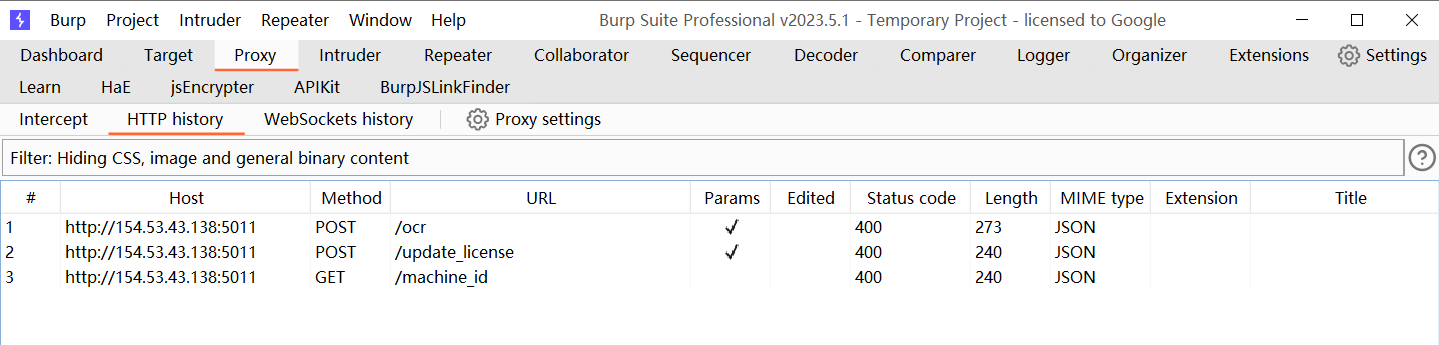 Burp Project Intruder Repeater Window Help Burp Suite Professional v2023.5.1 - Temporary Project - licensed to Google
Dashboard Target Proxy Intruder Repeater Collaborator Sequencer Decoder Comparer Logger Organizer Extensions Settings
Learn HaE jsEncrypter APIKit BurpJSLinkFinder
Intercept HTTP history WebSockets history Proxy settings
Filter: Hiding CSS, image and general binary content ?
# Host Method URL Params Edited Status code Length MIME type Extension Title
1 http://154.53.43.138:5011 POST /ocr ✓ 400 273 JSON
2 http://154.53.43.138:5011 POST /update_license ✓ 400 240 JSON
3 http://154.53.43.138:5011 GET /machine_id 400 240 JSON